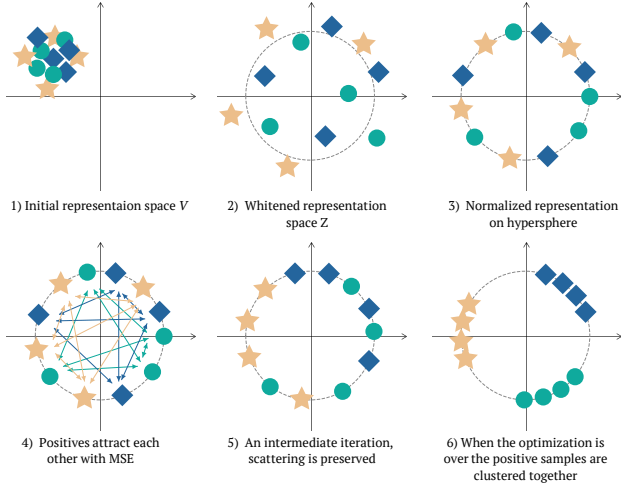 1) Initial representaion space V
2) Whitened representation
space Z
3) Normalized representation
on hypersphere
4) Positives attract each
other with MSE
5) An intermediate iteration,
scattering is preserved
6) When the optimization is
over the positive samples are
clustered together